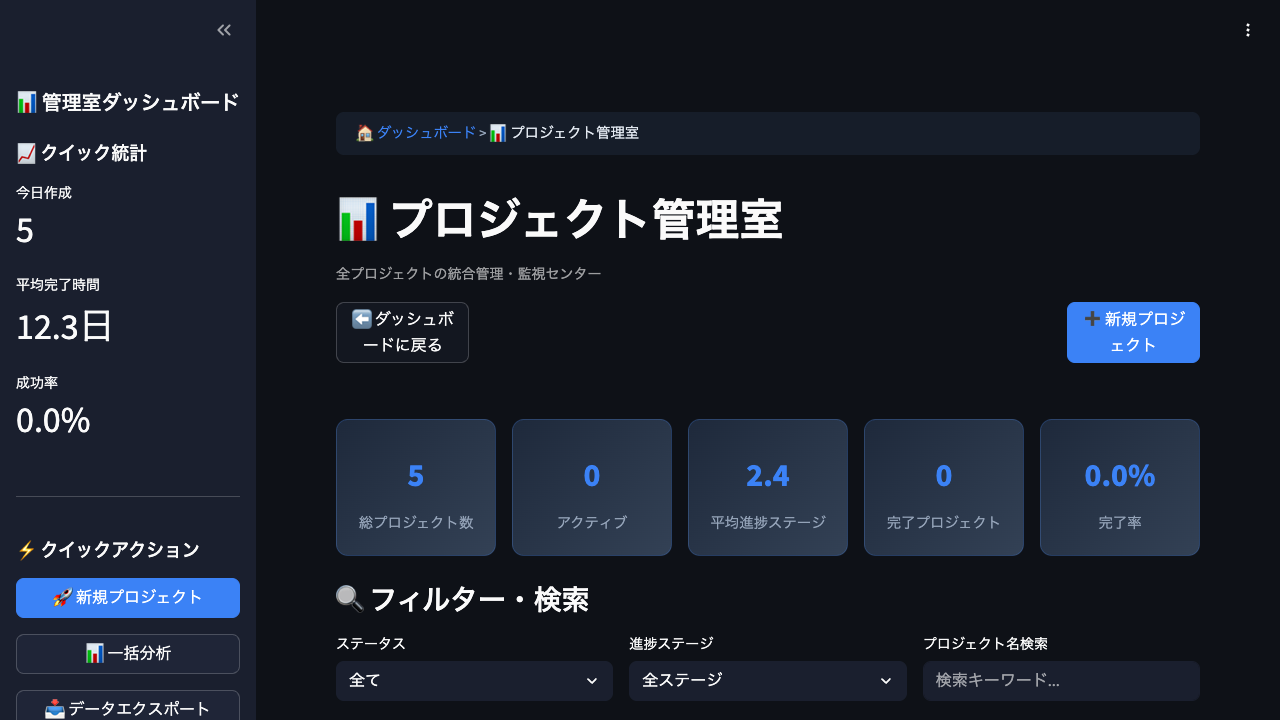 📊 管理室ダッシュボード
📈 クイック統計
今日作成
5
平均完了時間
12.3日
成功率
0.0%
⚡ クイックアクション
🚀 新規プロジェクト
📊 一括分析
📥 データエクスポート
🏠 ダッシュボード > 📊 プロジェクト管理室
📊 プロジェクト管理室
全プロジェクトの統合管理・監視センター
⬅️ ダッシュボ
ードに戻る
➕ 新規プロジ
ェクト
5
総プロジェクト数
0
アクティブ
2.4
平均進捗ステージ
0
完了プロジェクト
0.0%
完了率
🔍 フィルター・検索
ステータス
全て
進捗ステージ
全ステージ
プロジェクト名検索
検索キーワード...